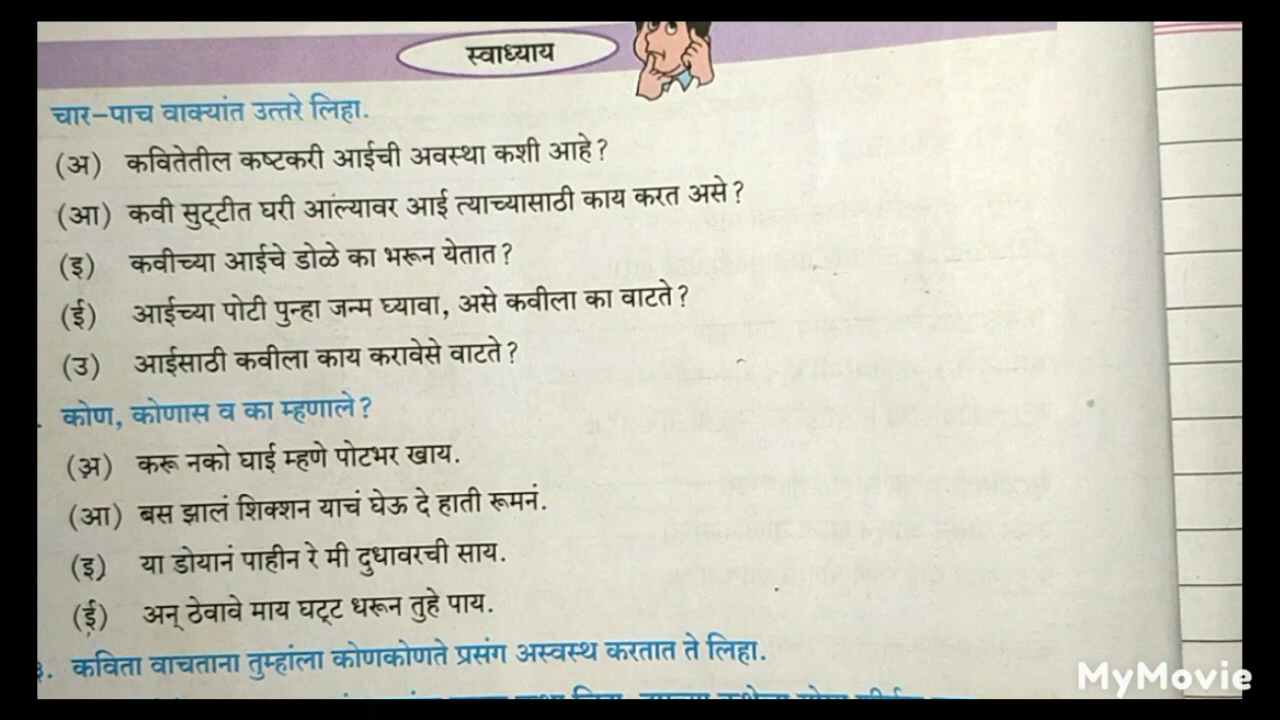 स्वाध्याय
चार-पाच वाक्यांत उत्तरे लिहा.
(अ) कवितेतील कष्टकरी आईची अवस्था कशी आहे?
(आ) कवी सुट्टीत घरी आल्यावर आई त्याच्यासाठी काय करत असे?
(इ) कवीच्या आईचे डोळे का भरून येतात?
(ई) आईच्या पोटी पुन्हा जन्म घ्यावा, असे कवीला का वाटते?
(उ) आईसाठी कवीला काय करावेसे वाटते?
. कोण, कोणास व का म्हणाले?
(अ) करू नको घाई म्हणे पोटभर खाय.
(आ) बस झालं शिक्शन याचं घेऊ दे हाती रूमनं.
(इ) या डोयानं पाहीन रे मी दुधावरची साय.
(ई) अन् ठेवावे माय घट्ट धरून तुहे पाय.
३. कविता वाचताना तुम्हांला कोणकोणते प्रसंग अस्वस्थ करतात ते लिहा.
MyMovie